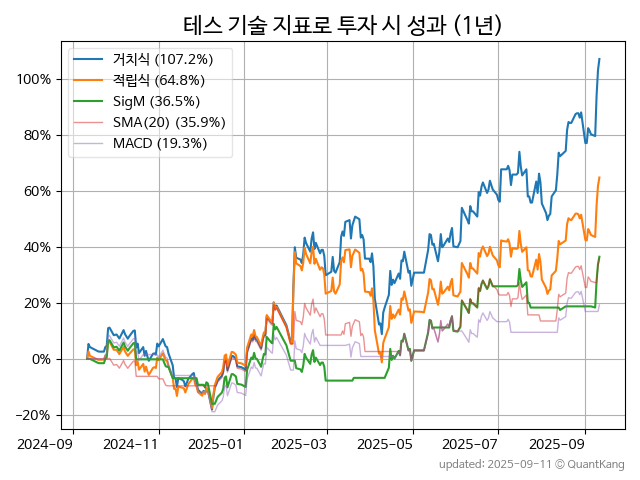 테스 기술 지표로 투자 시 성과 (1년)
거치식 (107.2%)
적립식 (64.8%)
SigM (36.5%)
SMA(20) (35.9%)
MACD (19.3%)
100%
80%
60%
40%
20%
0%
−20%
2024-09
2024-11
2025-01
2025-03
2025-05
2025-07
2025-09
updated: 2025-09-11 © QuantKang